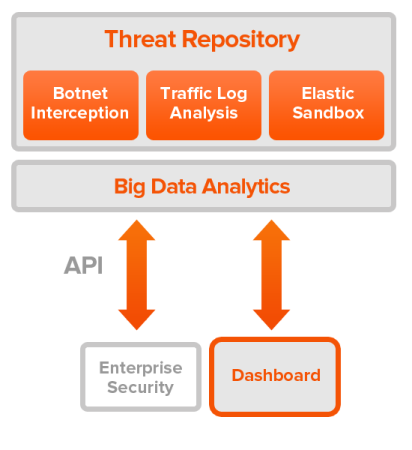 Threat Repository
Botnet
Interception
Traffic Log
Analysis
Elastic
Sandbox
Big Data Analytics
API
Enterprise
Security
Dashboard